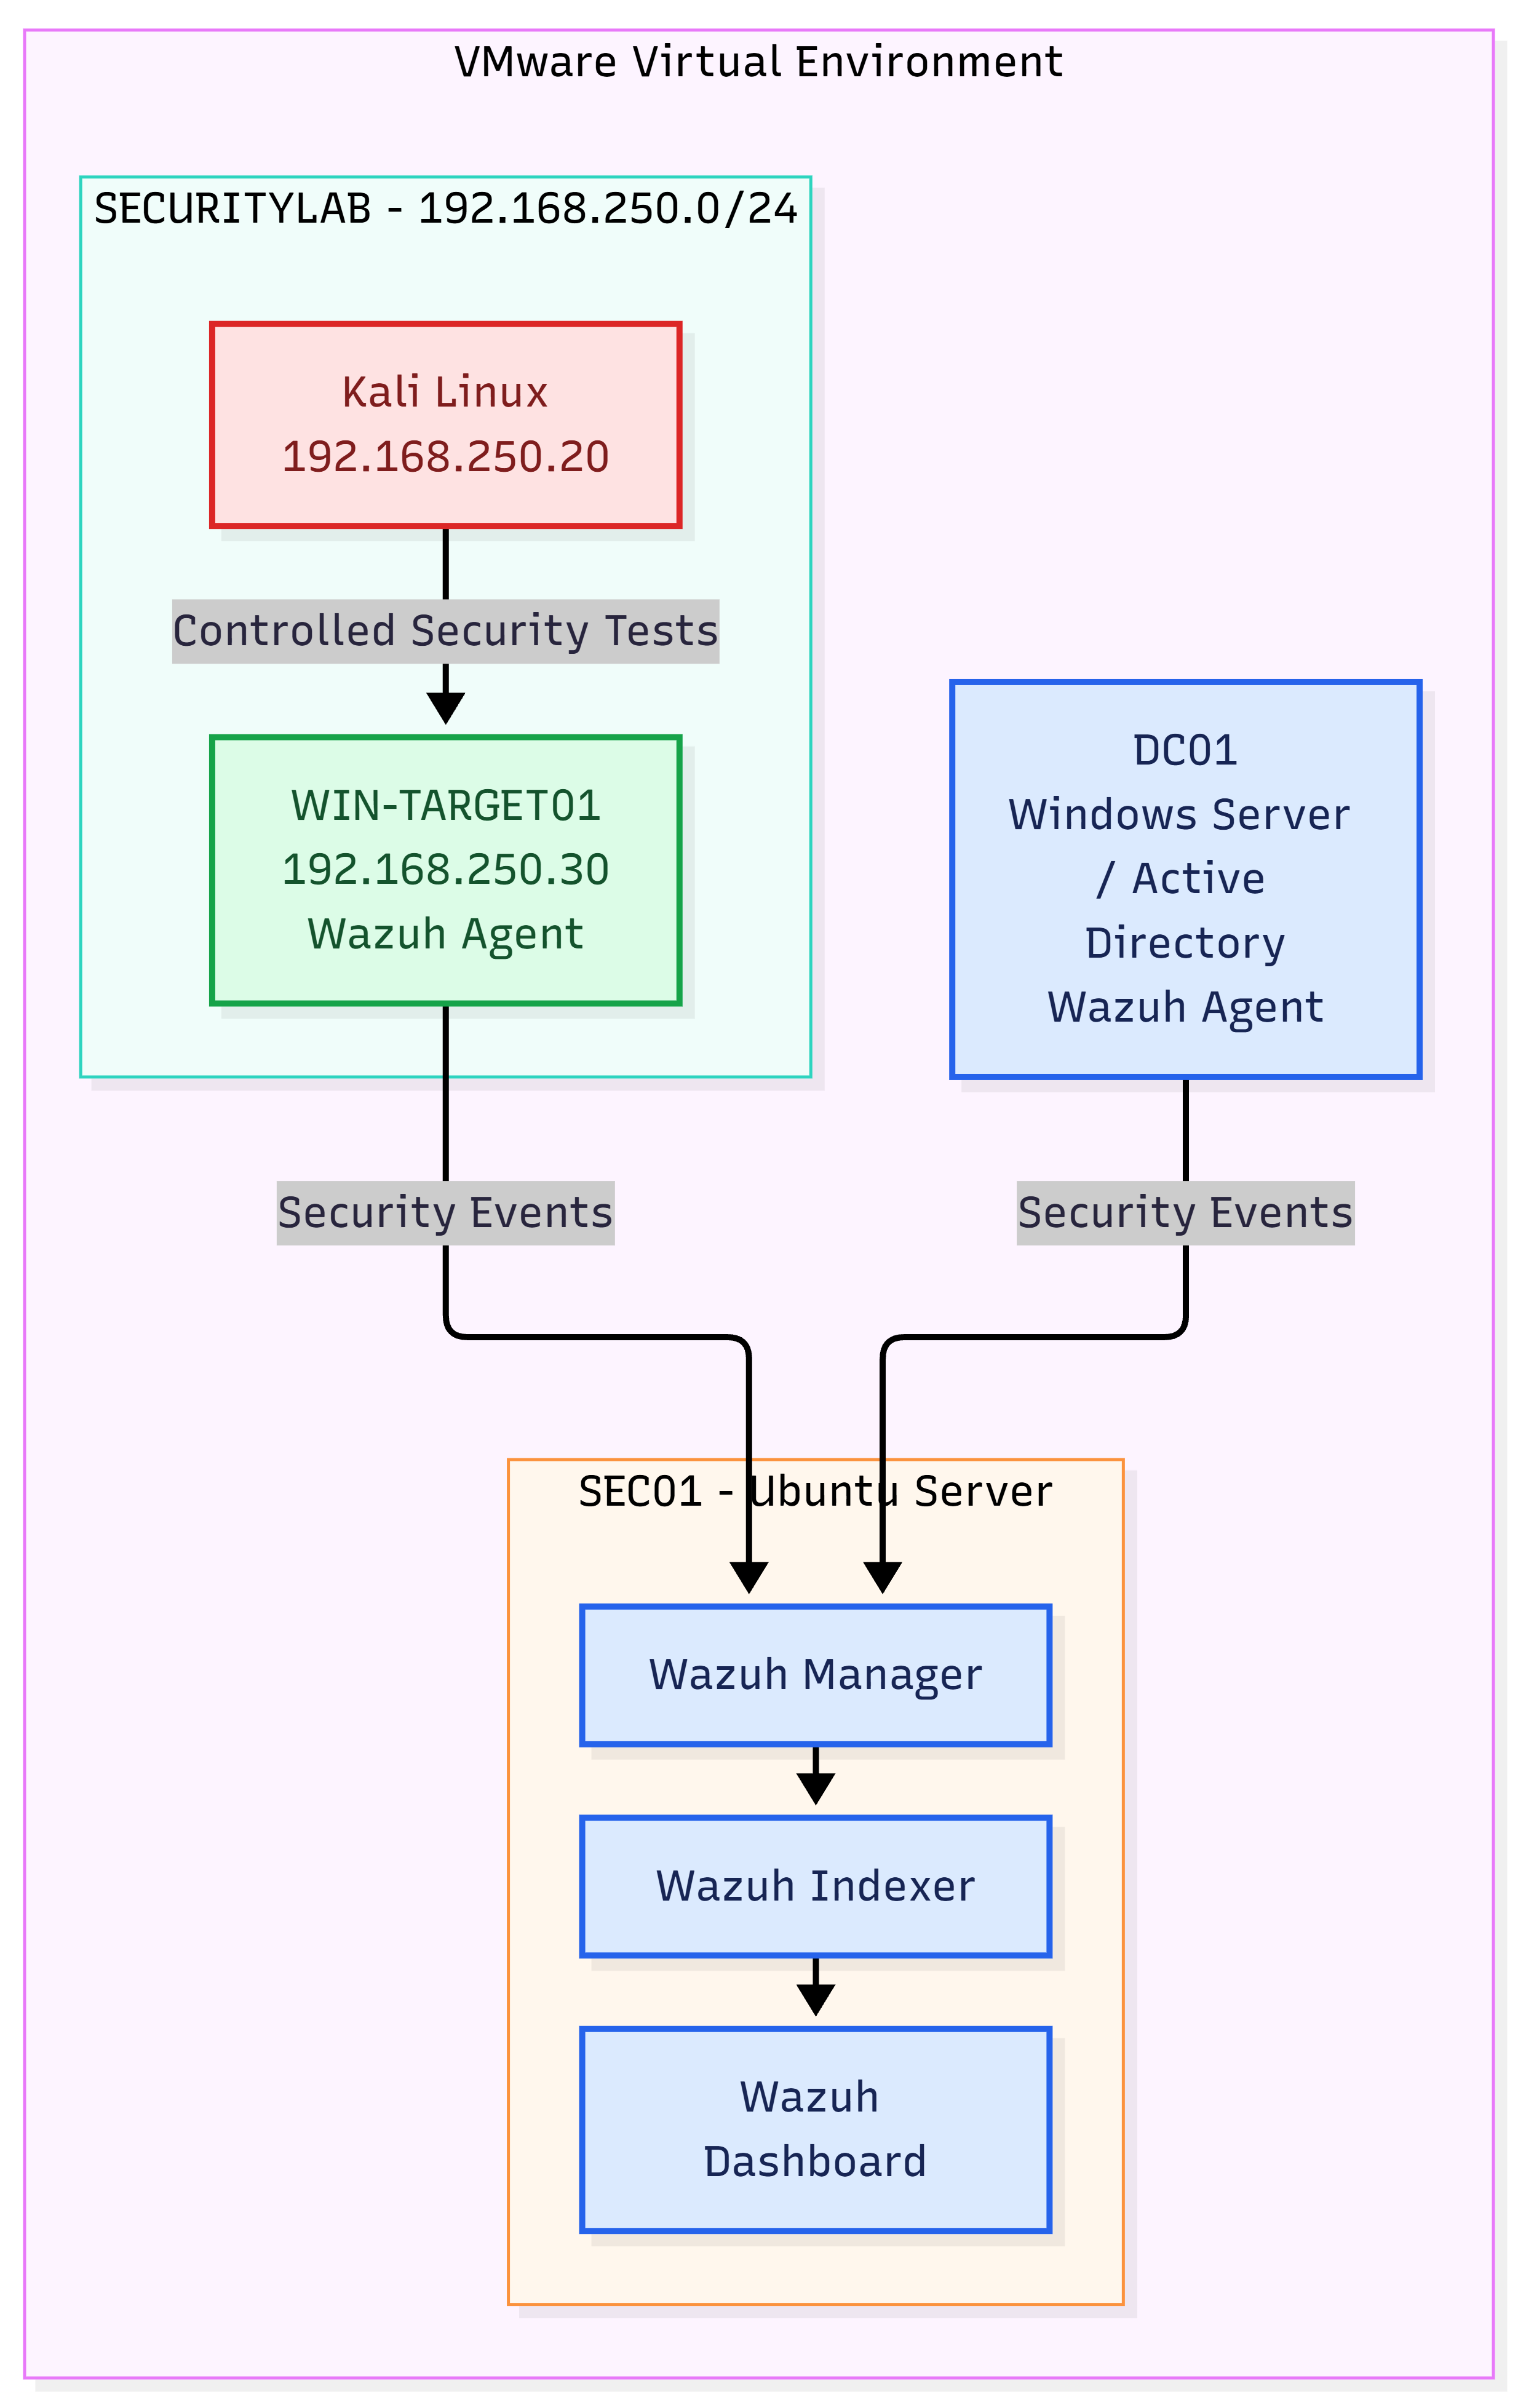 VMware Virtual Environment
SECURITYLAB - 192.168.250.0/24
Kali Linux
192.168.250.20
Controlled Security Tests
WIN-TARGET01
192.168.250.30
Wazuh Agent
DC01
Windows Server
/ Active
Directory
Wazuh Agent
Security Events
Security Events
SEC01 - Ubuntu Server
Wazuh Manager
Wazuh Indexer
Wazuh
Dashboard